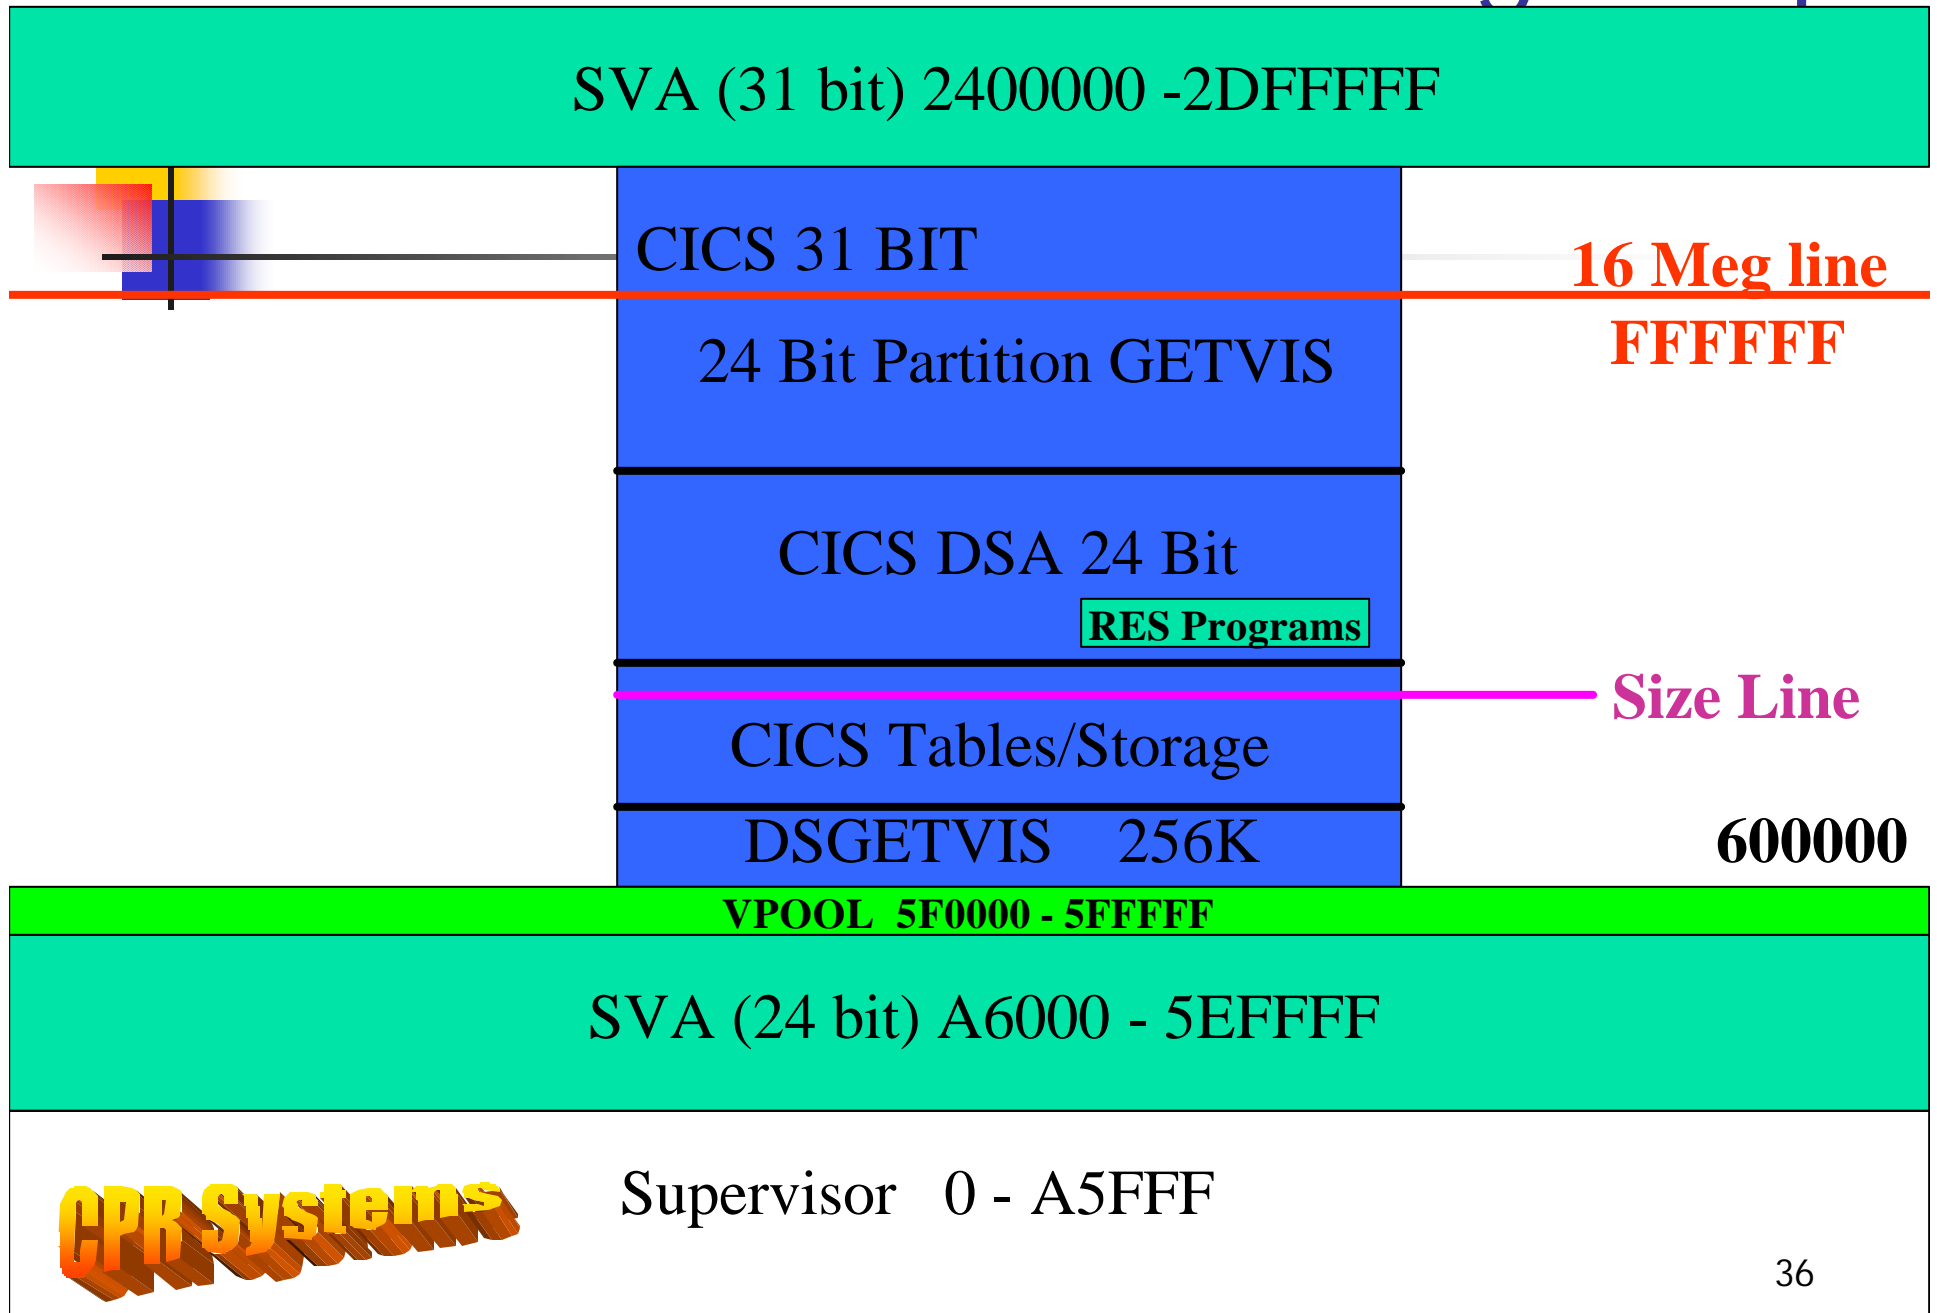 SVA (31 bit) 2400000 -2DFFFFF
CICS 31 BIT
16 Meg line
FFFFFF
24 Bit Partition GETVIS
CICS DSA 24 Bit
RES Programs
Size Line
CICS Tables/Storage
DSGETVIS 256K
600000
VPOOL 5F0000 - 5FFFFF
SVA (24 bit) A6000 - 5EFFFF
Supervisor 0 - A5FFF
CPR Systems
36